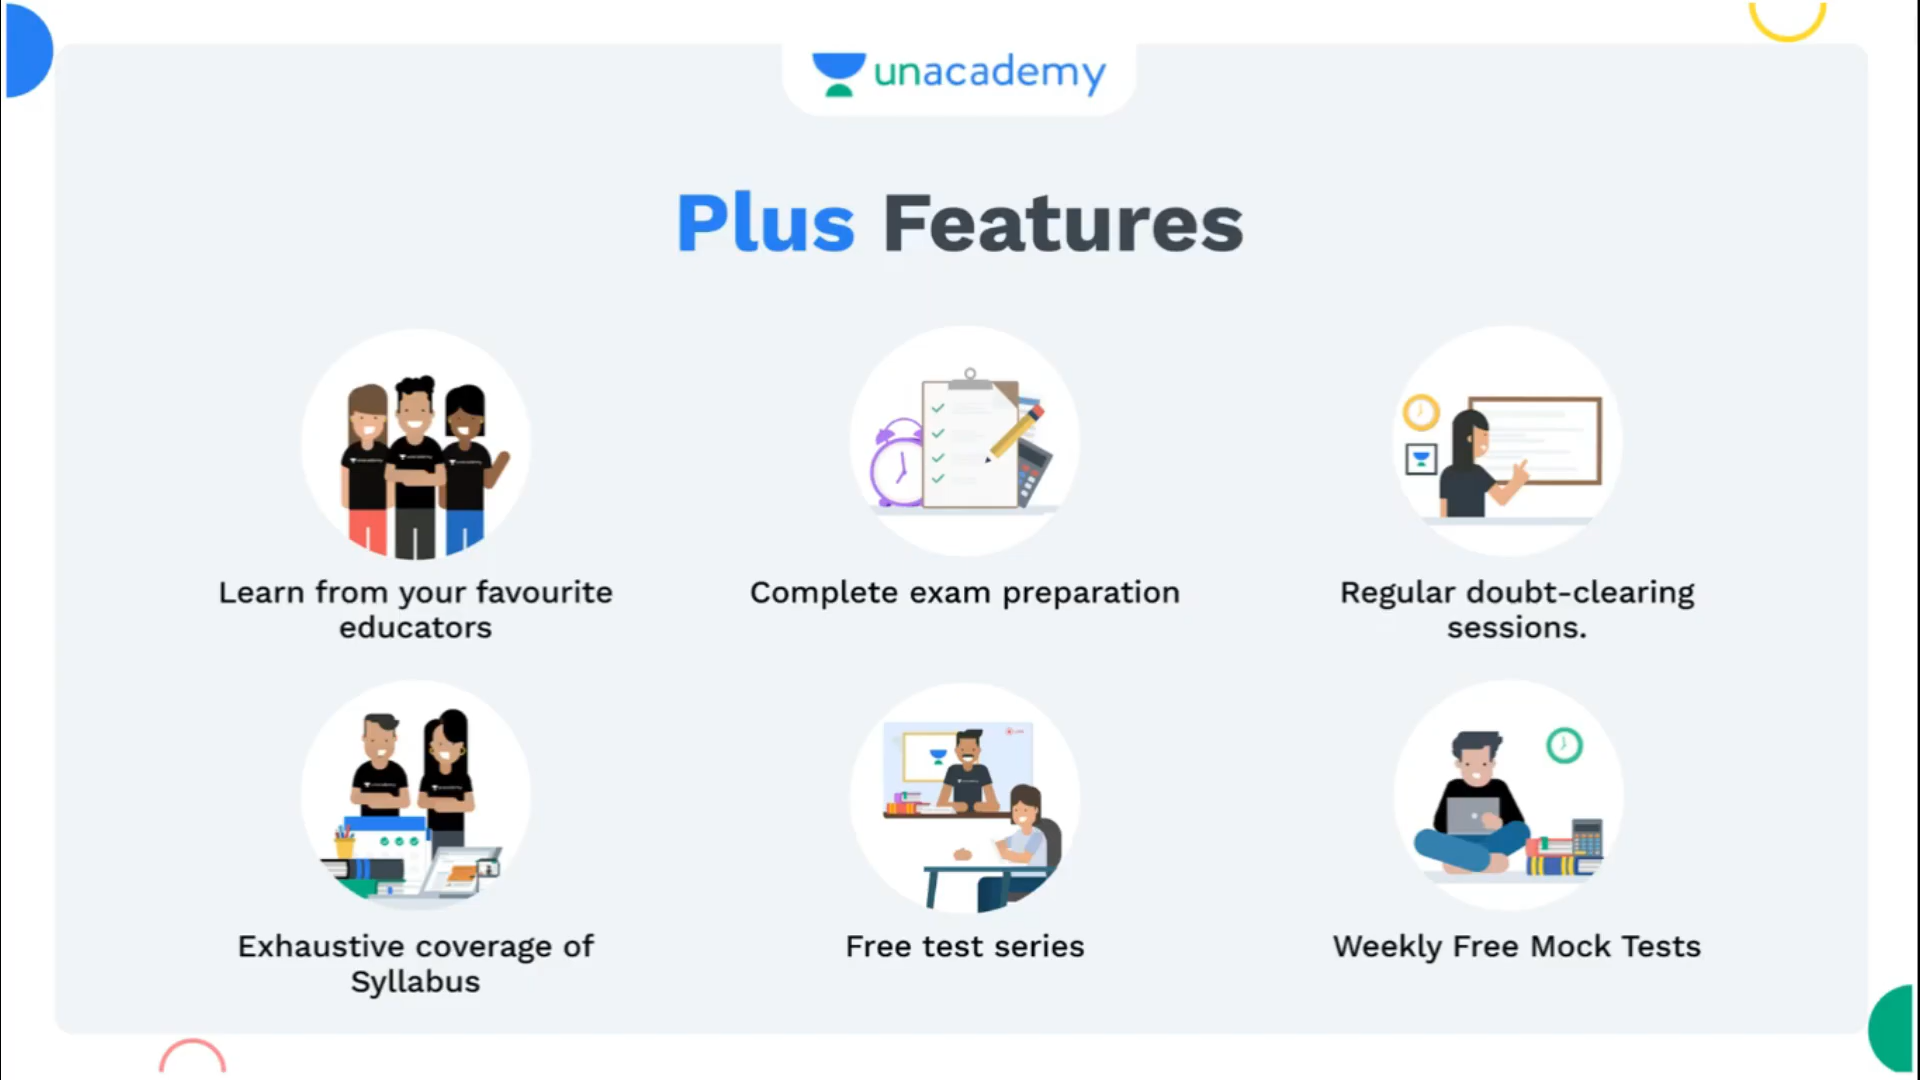 unacademy
Plus Features
Learn from your favourite
educators
Complete exam preparation
Regular doubt-clearing
sessions.
Exhaustive coverage of
Syllabus
Free test series
Weekly Free Mock Tests